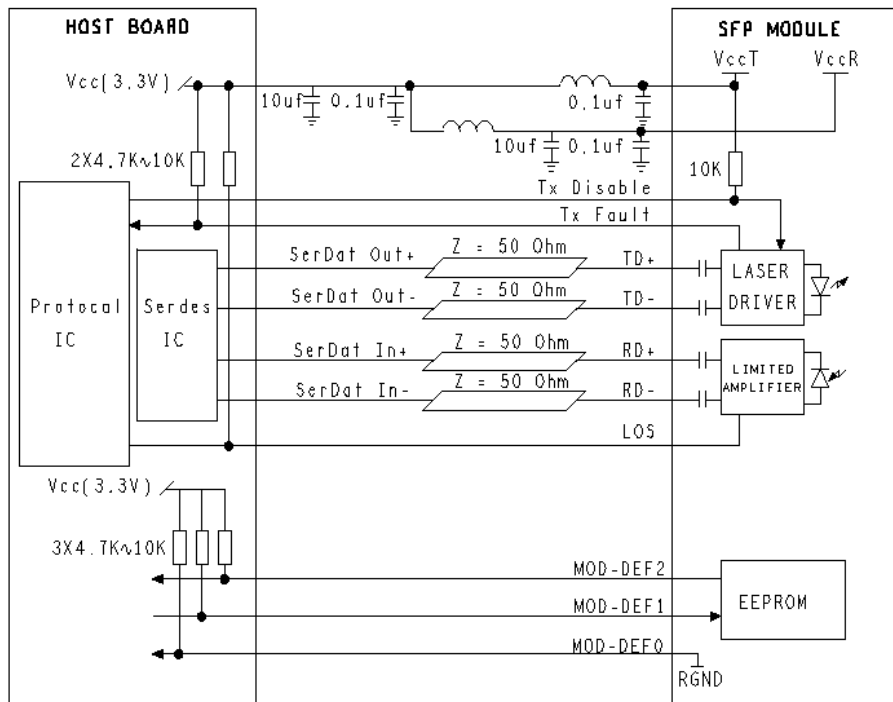 HOST BOARD
SFP MODULE
VccT
VccR
Vcc(3.3V)
10uf
0.1uf
0.1uf
10uf
0.1uf
2X4.7K∿10K
10K
Tx Disable
Tx Fault
SerDat Out+
Z = 50 Ohm
TD+
SerDat Out-
Z = 50 Ohm
TD-
LASER
DRIVER
Protocal
IC
Serdes
IC
SerDat In+
Z = 50 Ohm
RD+
SerDat In-
Z = 50 Ohm
RD-
LIMITED
AMPLIFIER
LOS
Vcc(3.3V)
3X4.7K∿10K
MOD-DEF2
MOD-DEF1
EEPROM
MOD-DEF0
RGND